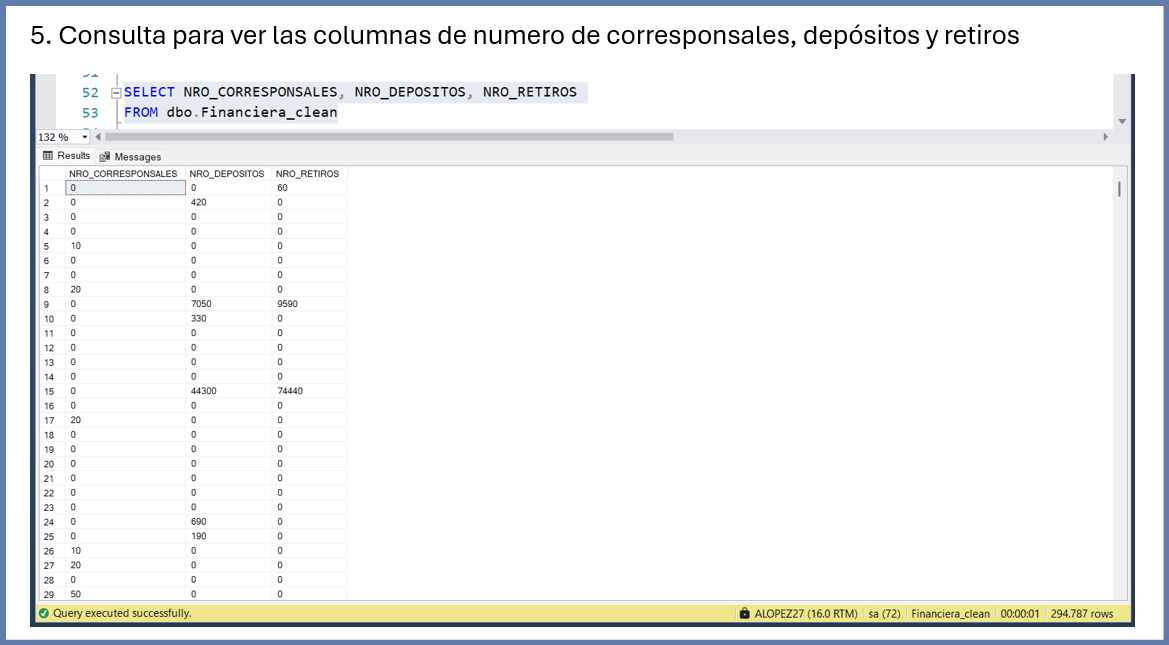 5. Consulta para ver las columnas de numero de corresponsales, depósitos y retiros
52 SELECT NRO_CORRESPONSALES, NRO_DEPOSITOS, NRO_RETIROS
53 FROM dbo.Financiera_clean
132 %
Results Messages
NRO_CORRESPONSALES NRO_DEPOSITOS NRO_RETIROS
1 0 0 60
2 0 420 0
3 0 0 0
4 0 0 0
5 10 0 0
6 0 0 0
7 0 0 0
8 20 0 0
9 0 7050 9590
10 0 330 0
11 0 0 0
12 0 0 0
13 0 0 0
14 0 0 0
15 0 44300 74440
16 0 0 0
17 20 0 0
18 0 0 0
19 0 0 0
20 0 0 0
21 0 0 0
22 0 0 0
23 0 0 0
24 0 690 0
25 0 190 0
26 10 0 0
27 20 0 0
28 0 0 0
29 50 0 0
Query executed successfully. ALOPEZ27 (16.0 RTM) sa (72) Financiera_clean 00:00:01 294.787 rows